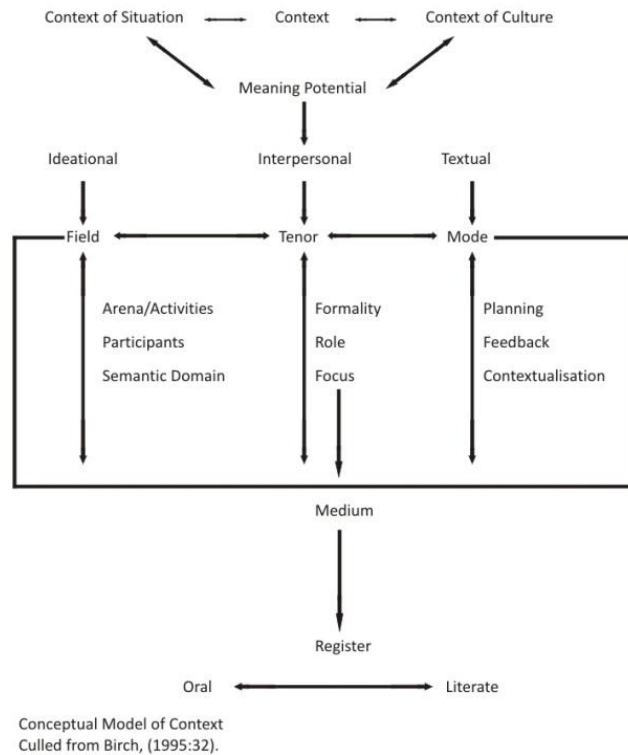 Context of Situation Context Context of Culture
Meaning Potential
Ideational Interpersonal Textual
Field Tenor Mode
Arena/Activities Formality Planning
Participants Role Feedback
Semantic Domain Focus Contextualisation
Medium
Register
Oral Literate
Conceptual Model of Context
Culled from Birch, (1995:32).